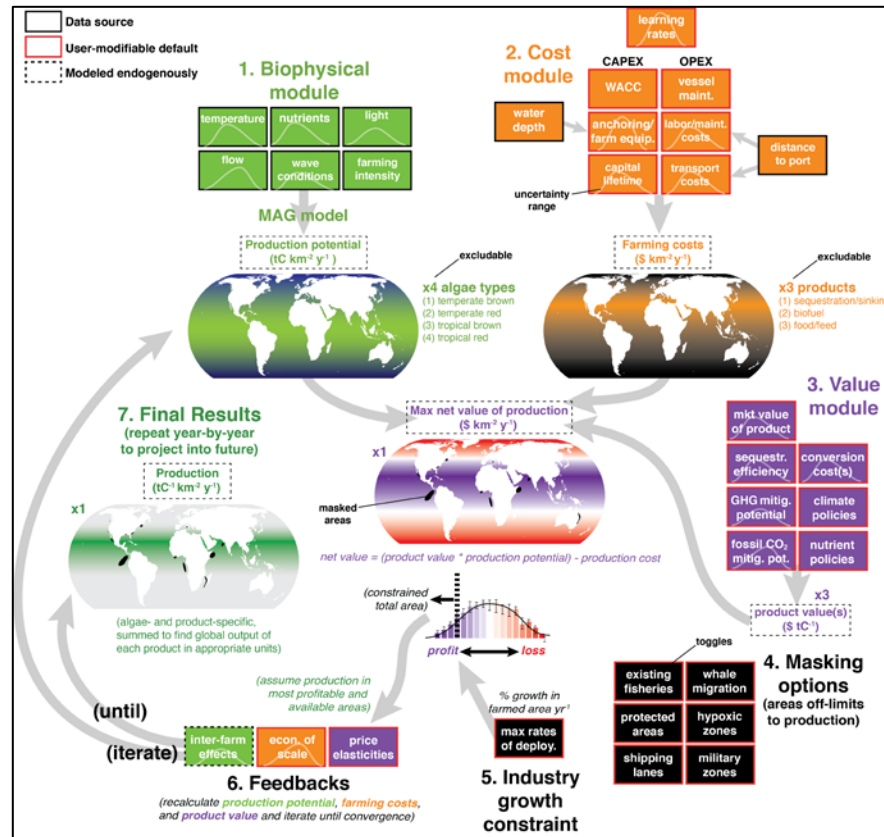 Data source
User-modifiable default
Modeled endogenously
1. Biophysical
module
temperature
nutrients
light
flow
wave
conditions
farming
intensity
MAG model
Production potential
(tC km-2 y-1 )
x4 algae types
(1) temperate brown
(2) temperate red
(3) tropical brown
(4) tropical red
excludable
learning
rates
2. Cost
module
CAPEX
OPEX
WACC
vessel
maint.
water
depth
anchoring/
farm equip.
labor/maint.
costs
distance
to port
capital
lifetime
transport
costs
uncertainty
range
Farming costs
($ km-2 y-1)
excludable
x3 products
(1) sequestration/sinkin
(2) biofuel
(3) food/feed
3. Value
module
mkt value
of product
sequestr.
efficiency
conversion
cost(s)
GHG mitig.
potential
climate
policies
fossil CO2
mitig. pot.
nutrient
policies
x3
product value(s)
($ tC-1)
Max net value of production
($ km-2 y-1)
x1
masked
areas
net value = (product value * production potential) - production cost
7. Final Results
(repeat year-by-year
to project into future)
Production
(tC-1 km-2 y-1)
x1
(algae- and product-specific,
summed to find global output of
each product in appropriate units)
(constrained
total area)
profit
loss
(assume production in
most profitable and
available areas)
% growth in
farmed area yr-1
max rates
of deploy.
5. Industry
growth
constraint
toggles
existing
fisheries
whale
migration
protected
areas
hypoxic
zones
shipping
lanes
military
zones
4. Masking
options
(areas off-limits
to production)
(until)
(iterate)
inter-farm
effects
econ. of
scale
price
elasticities
6. Feedbacks
(recalculate production potential, farming costs,
and product value and iterate until convergence)